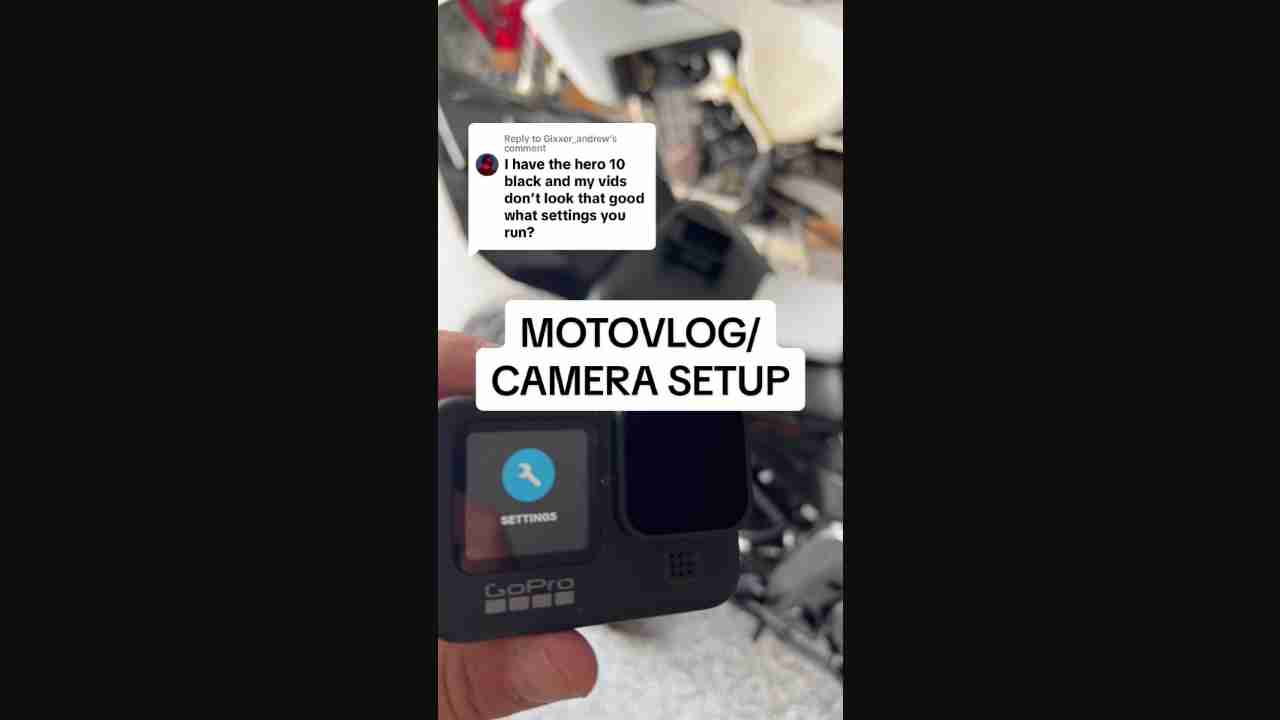 Reply to Gixxer_andrew's
comment
I have the hero 10
black and my vids
don't look that good
what settings you
run?
MOTOVLOG/
CAMERA SETUP
SETTINGS
GoPro